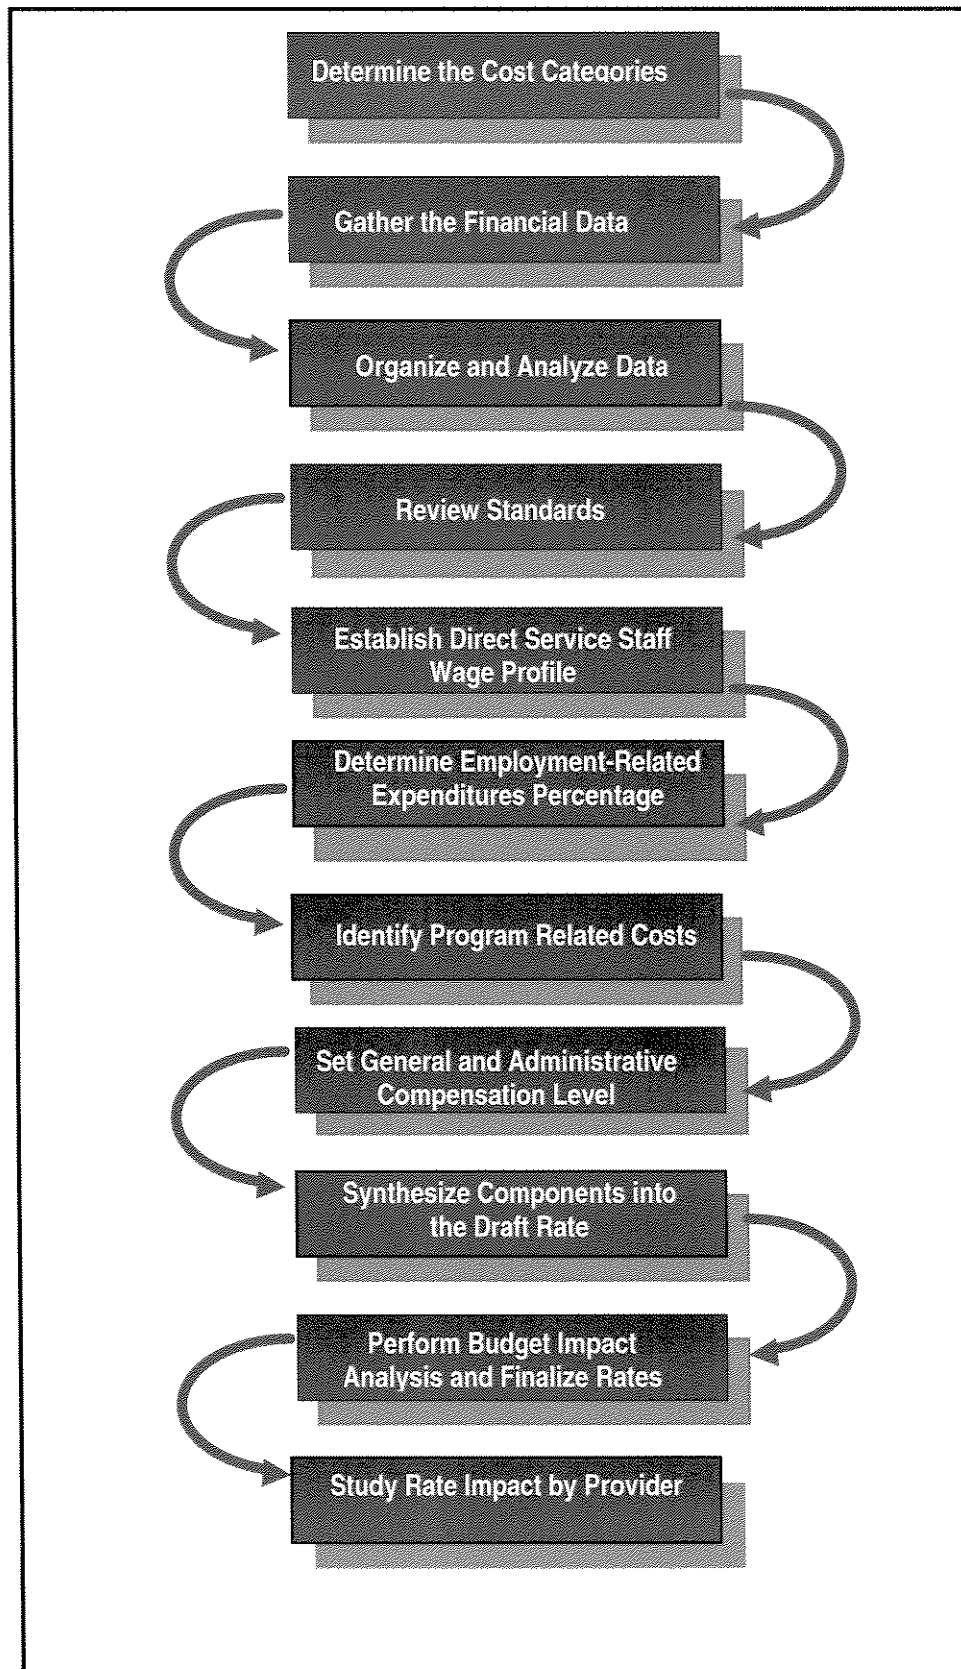 Determine the Cost Categories
Gather the Financial Data
Organize and Analyze Data
Review Standards
Establish Direct Service Staff
Wage Profile
Determine Employment-Related
Expenditures Percentage
Identify Program Related Costs
Set General and Administrative
Compensation Level
Synthesize Components into
the Draft Rate
Perform Budget Impact
Analysis and Finalize Rates
Study Rate Impact by Provider